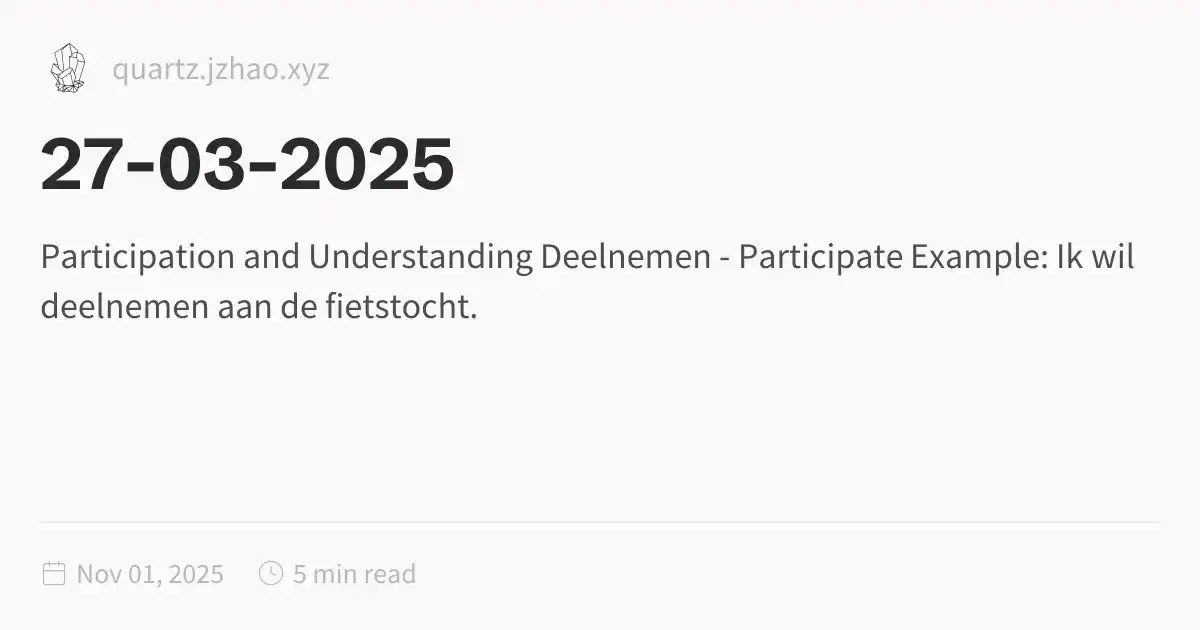 quartz.jzhao.xyz
27-03-2025
Participation and Understanding Deelnemen - Participate Example: Ik wil
deelnemen aan de fietstocht.
Nov 01, 2025 5 min read